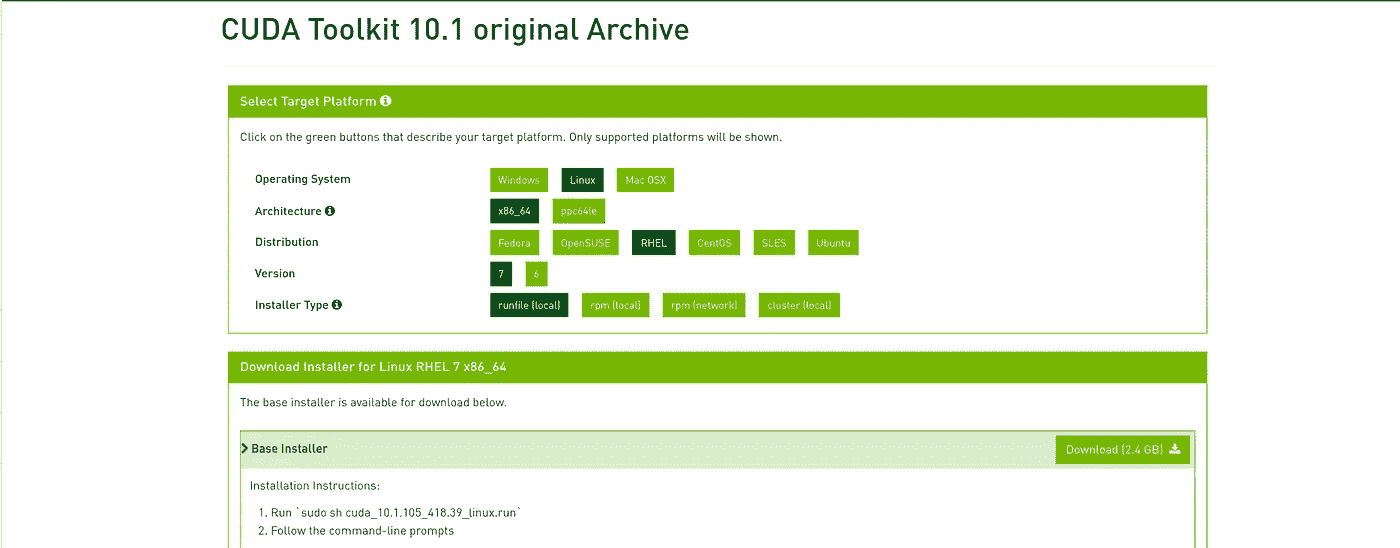 CUDA Toolkit 10.1 original Archive
Select Target Platform
Click on the green buttons that describe your target platform. Only supported platforms will be shown.
Operating System Windows Linux Mac OSX
Architecture x86_64 ppc64le
Distribution Fedora OpenSUSE RHEL CentOS SLES Ubuntu
Version 7 6
Installer Type runfile (local) rpm (local) rpm (network) cluster (local)
Download Installer for Linux RHEL 7 x86_64
The base installer is available for download below.
Base Installer Download (2.4 GB)
Installation Instructions:
1. Run `sudo sh cuda_10.1.105_418.39_linux.run`
2. Follow the command-line prompts